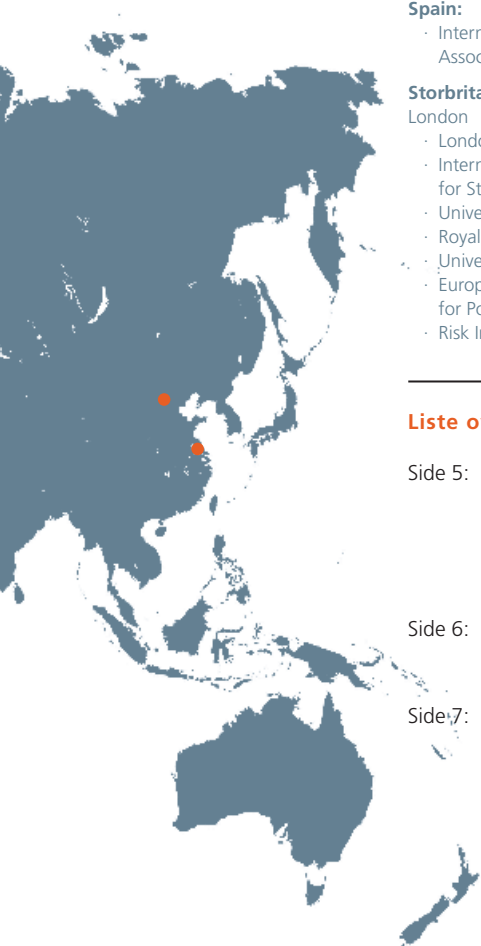 Spain:
· Intern
Assoc
Storbrita
London
· Londo
· Intern
for St
· Unive
· Royal
· Unive
· Europ
for Po
· Risk In
Liste o
Side 5:
Side 6:
Side 7: